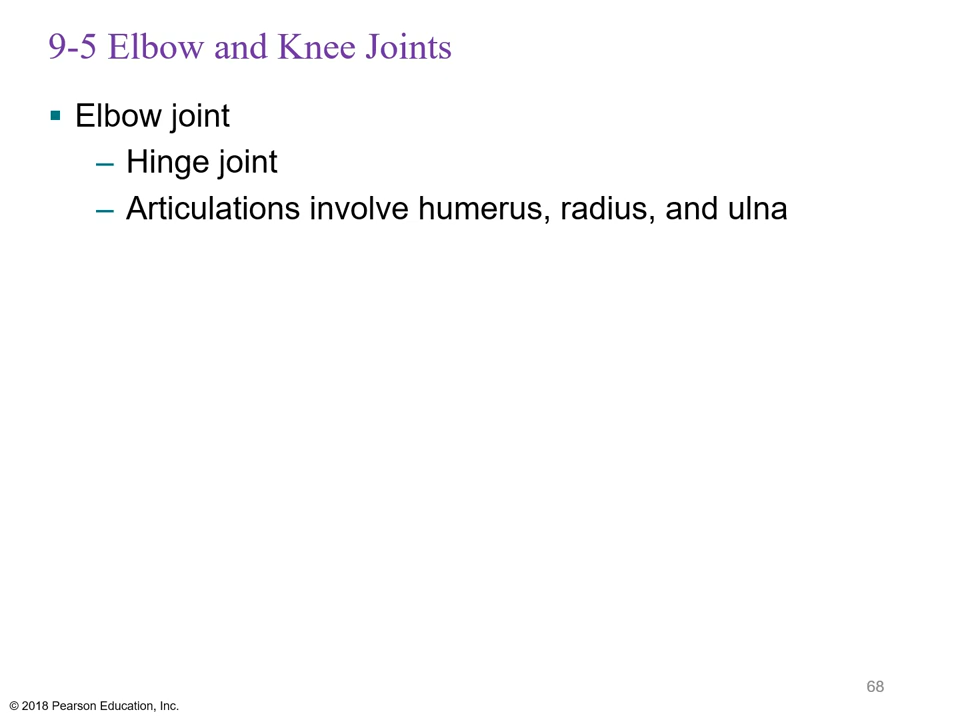 9-5 Elbow and Knee Joints
▪ Elbow joint
– Hinge joint
– Articulations involve humerus, radius, and ulna
68
© 2018 Pearson Education, Inc.